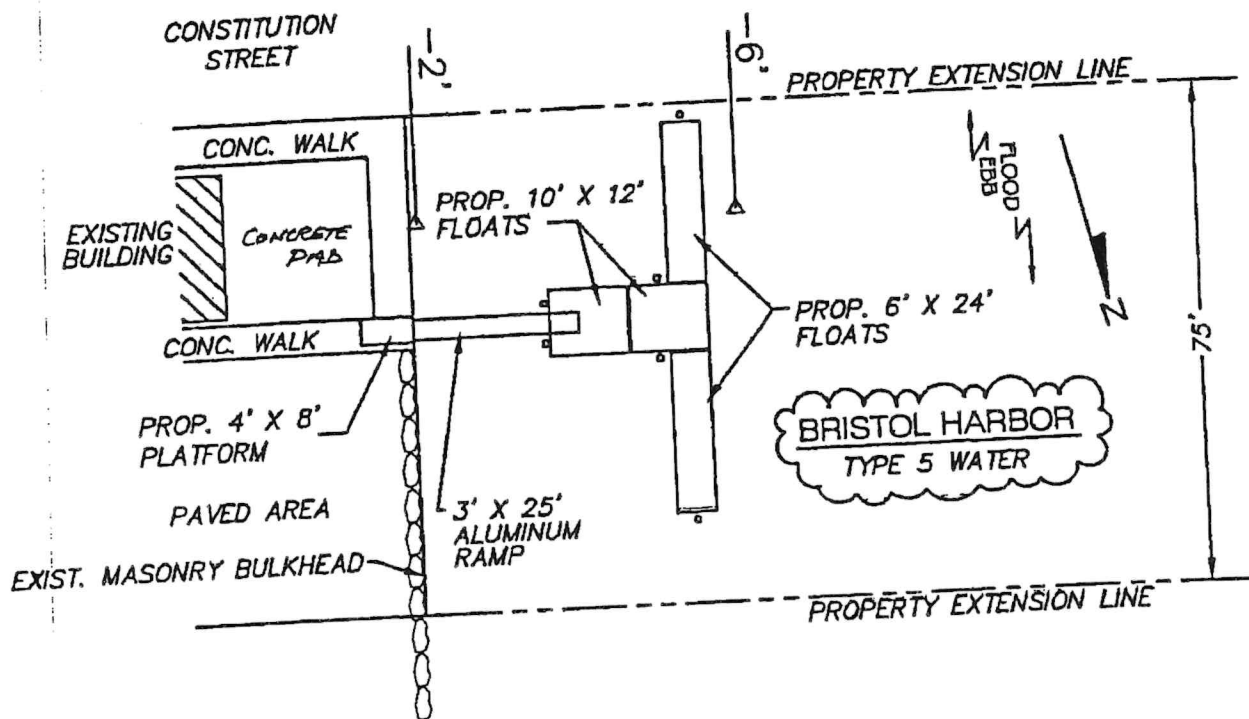 CONSTITUTION
STREET
-2'
-6'
PROPERTY EXTENSION LINE
CONC. WALK
FLOOD
EBB
PROP. 10' X 12'
FLOATS
EXISTING
BUILDING
CONCRETE
PAD
N
PROP. 6' X 24'
FLOATS
75'
CONC. WALK
PROP. 4' X 8'
PLATFORM
BRISTOL HARBOR
TYPE 5 WATER
PAVED AREA
3' X 25'
ALUMINUM
RAMP
EXIST. MASONRY BULKHEAD
PROPERTY EXTENSION LINE